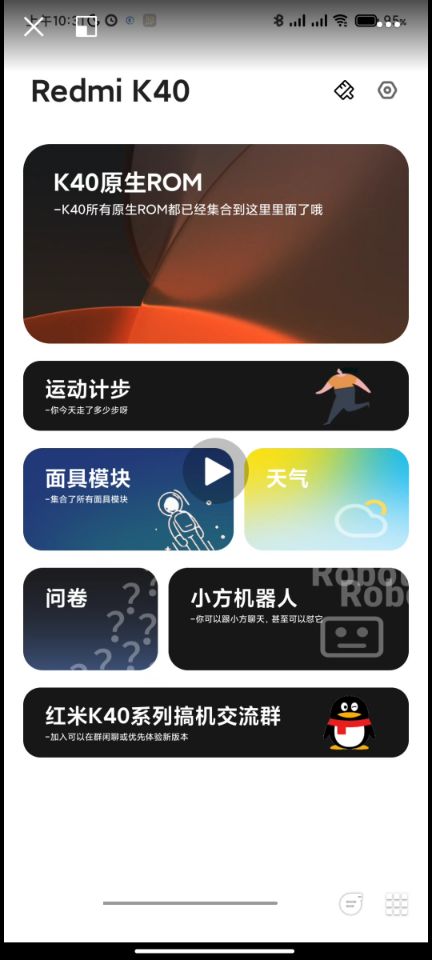 上午10:31
95%
Redmi K40
K40原生ROM
-K40所有原生ROM都已经集合到这里里面了哦
运动计步
-你今天走了多少步呀
面具模块
-集合了所有面具模块
天气
问卷
? ? ? ? ? ?
小方机器人
-你可以跟小方聊天，甚至可以怼它
Robot
Robo
红米K40系列搞机交流群
-加入可以在群闲聊或优先体验新版本